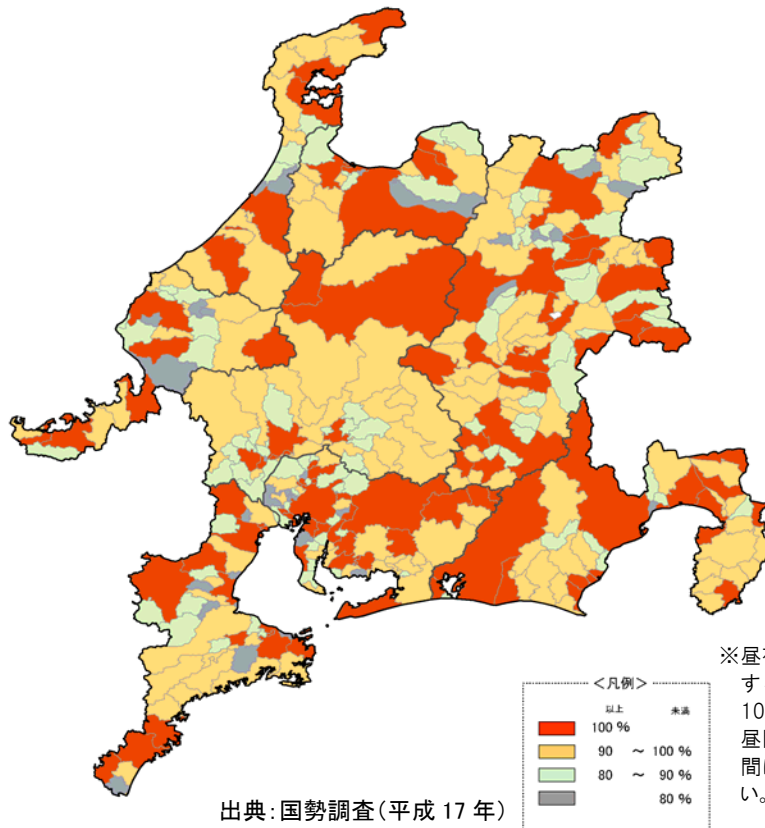 ※昼
す
10
昼
間
い。
＜凡例＞
以上 未満
100 %
90 ～ 100 %
80 ～ 90 %
80 %
出典：国勢調査（平成 17 年）